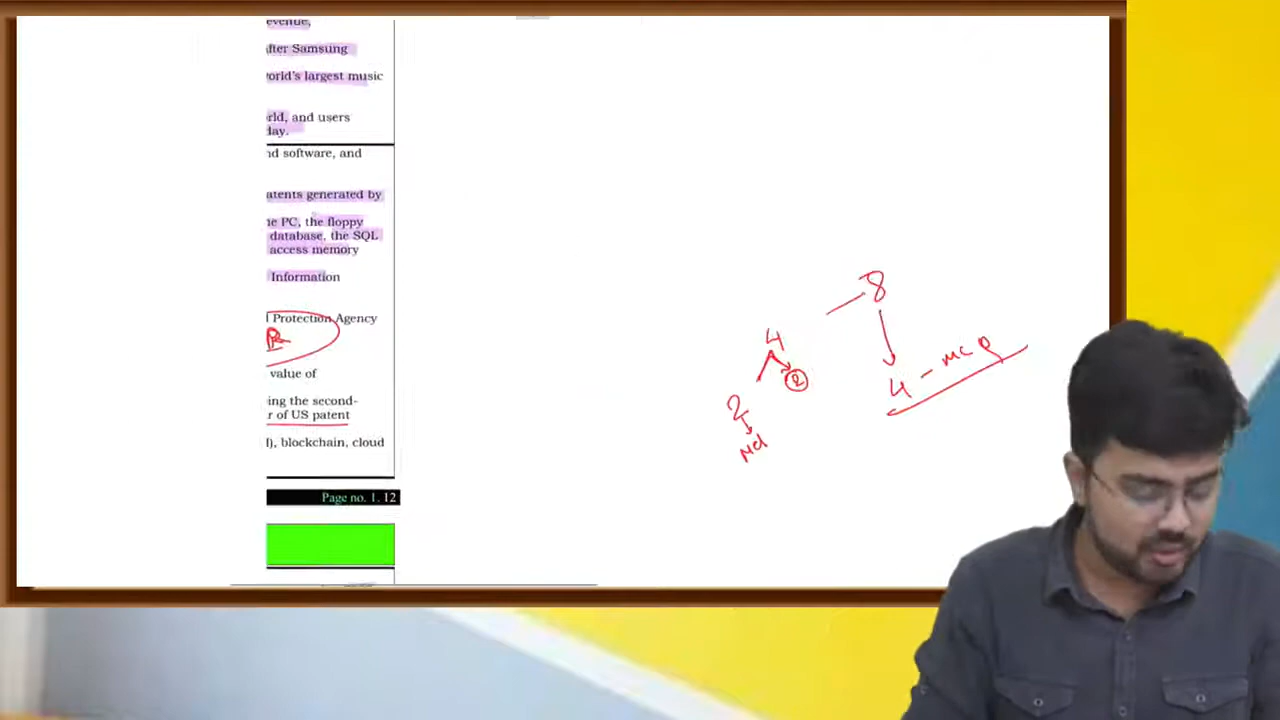 evenue,
fter Samsung
orld's largest music
rld, and users
day.
nd software, and
atents generated by
he PC, the floppy
database, the SQL
access memory
Information
Protection Agency
value of
ing the second-
r of US patent
), blockchain, cloud
Page no. 1. 12
8
4
2
2
4 - MCQ